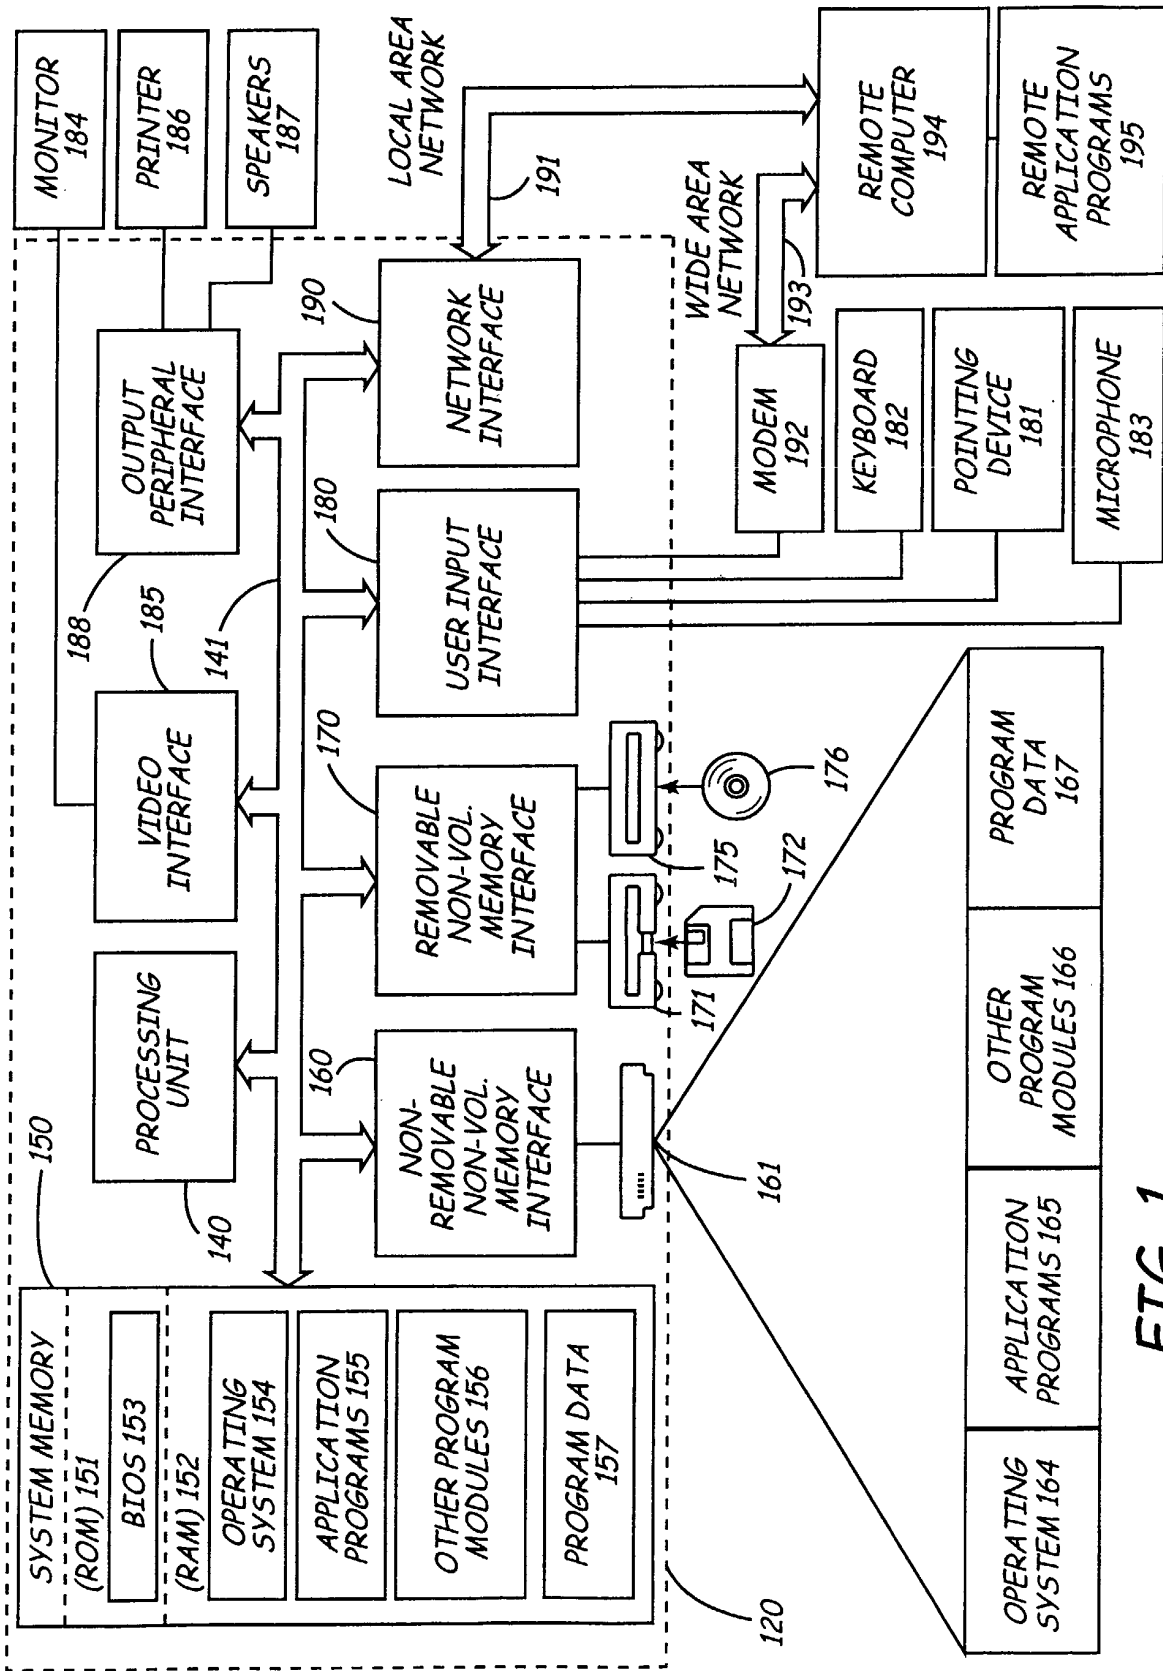 SYSTEM MEMORY
(ROM) 151
BIOS 153
(RAM) 152
OPERATING
SYSTEM 154
APPLICATION
PROGRAMS 155
OTHER PROGRAM
MODULES 156
PROGRAM DATA
157
150
140
PROCESSING
UNIT
VIDEO
INTERFACE
185
188
OUTPUT
PERIPHERAL
INTERFACE
141
MONITOR
184
PRINTER
186
SPEAKERS
187
160
NON-
REMOVABLE
NON-VOL.
MEMORY
INTERFACE
170
REMOVABLE
NON-VOL.
MEMORY
INTERFACE
180
USER INPUT
INTERFACE
190
NETWORK
INTERFACE
LOCAL AREA
NETWORK
191
WIDE AREA
NETWORK
193
120
161
171
172
175
176
MODEM
192
KEYBOARD
182
POINTING
DEVICE
181
MICROPHONE
183
REMOTE
COMPUTER
194
REMOTE
APPLICATION
PROGRAMS
195
OPERATING
SYSTEM 164
APPLICATION
PROGRAMS 165
OTHER
PROGRAM
MODULES 166
PROGRAM
DATA
167
FIG. 1